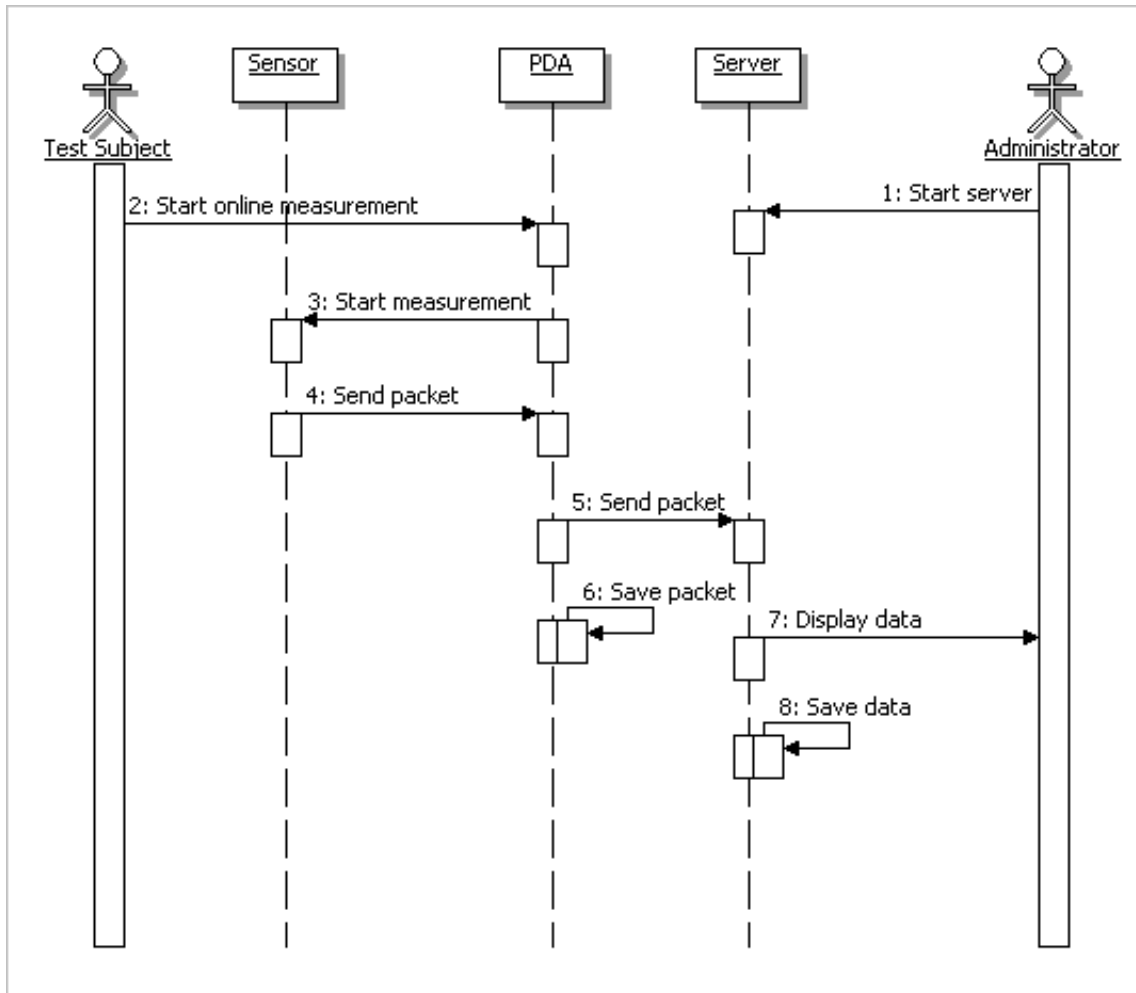 Sensor
PDA
Server
Test Subject
Administrator
1: Start server
2: Start online measurement
3: Start measurement
4: Send packet
5: Send packet
6: Save packet
7: Display data
8: Save data